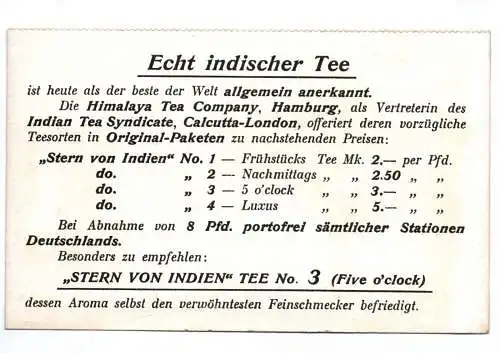 Echt indischer Tee
ist heute als der beste der Welt allgemein anerkannt.
Die Himalaya Tea Company, Hamburg, als Vertreterin des
Indian Tea Syndicate, Calcutta-London, offeriert deren vorzügliche
Teesorten in Original-Paketen zu nachstehenden Preisen:
„Stern von Indien“ No. 1 — Frühstücks Tee Mk. 2.— per Pfd.
do. „ 2 — Nachmittags „ „ 2.50 „ „
do. „ 3 — 5 o'clock „ „ 3.— „ „
do. „ 4 — Luxus „ „ 5.— „ „
Bei Abnahme von 8 Pfd. portofrei sämtlicher Stationen
Deutschlands.
Besonders zu empfehlen:
„STERN VON INDIEN“ TEE No. 3 (Five o'clock)
dessen Aroma selbst den verwöhntesten Feinschmecker befriedigt.